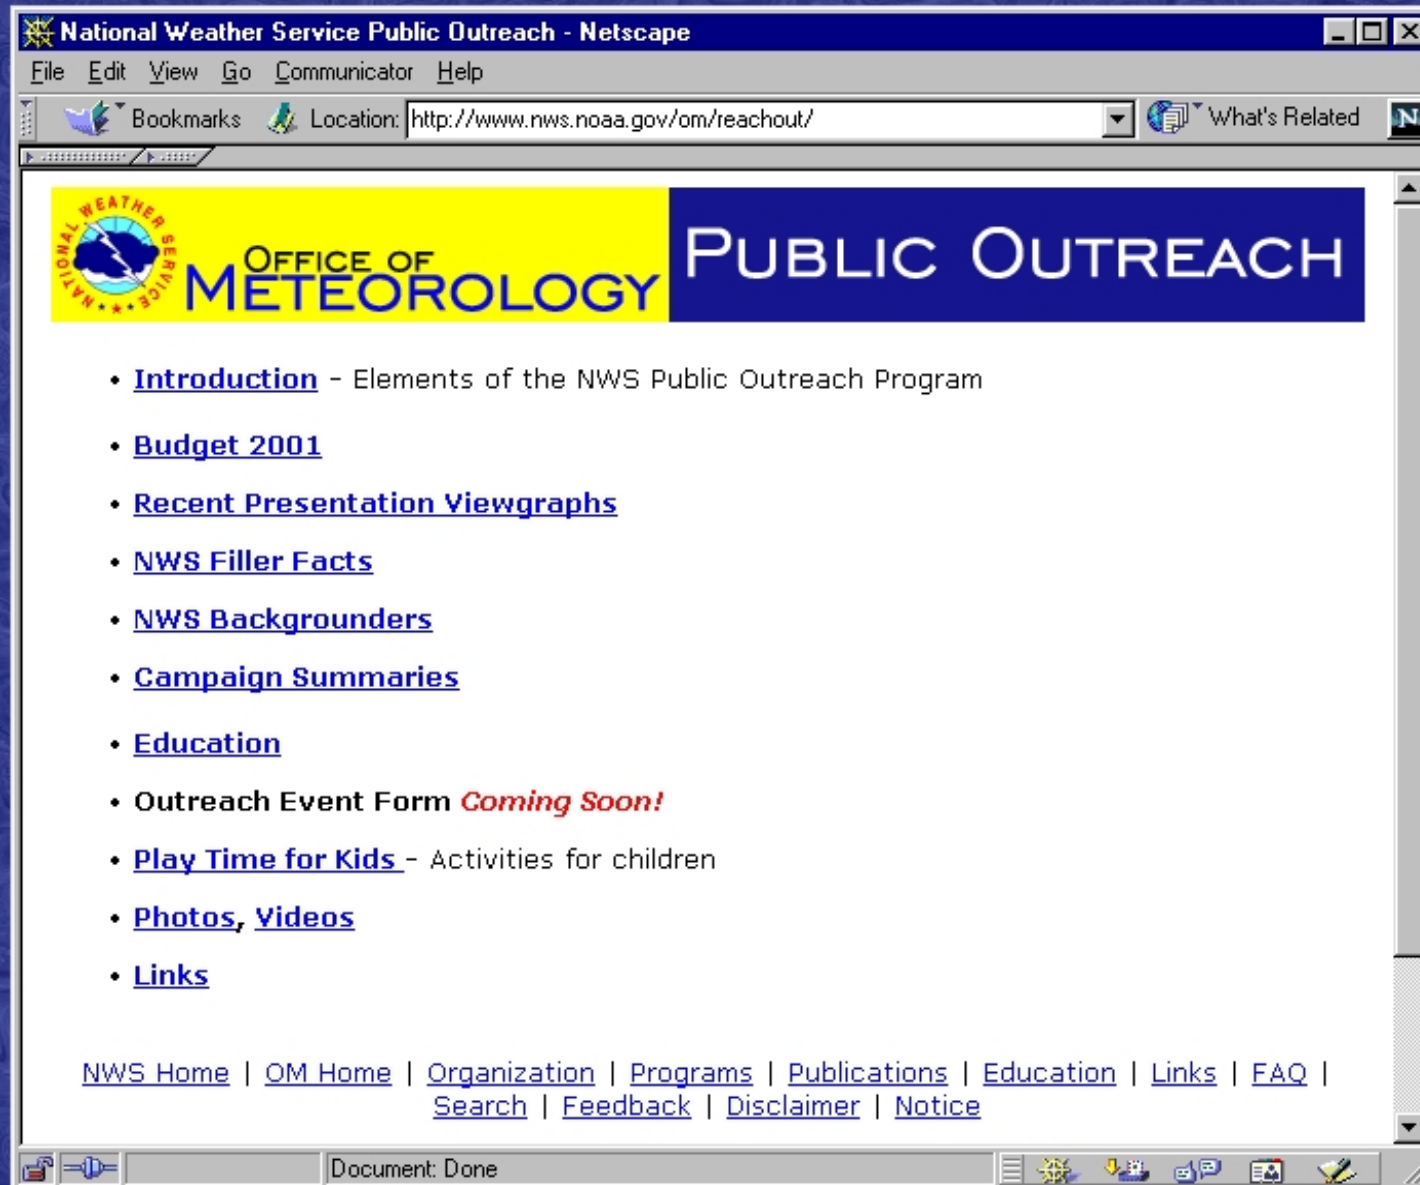 National Weather Service Public Outreach - Netscape
File Edit View Go Communicator Help
Bookmarks Location: http://www.nws.noaa.gov/om/reachout/ What's Related N
NATIONAL WEATHER SERVICE
OFFICE OF
METEOROLOGY
PUBLIC OUTREACH
• Introduction - Elements of the NWS Public Outreach Program
• Budget 2001
• Recent Presentation Viewgraphs
• NWS Filler Facts
• NWS Backgrounders
• Campaign Summaries
• Education
• Outreach Event Form Coming Soon!
• Play Time for Kids - Activities for children
• Photos, Videos
• Links
NWS Home | OM Home | Organization | Programs | Publications | Education | Links | FAQ |
Search | Feedback | Disclaimer | Notice
Document: Done